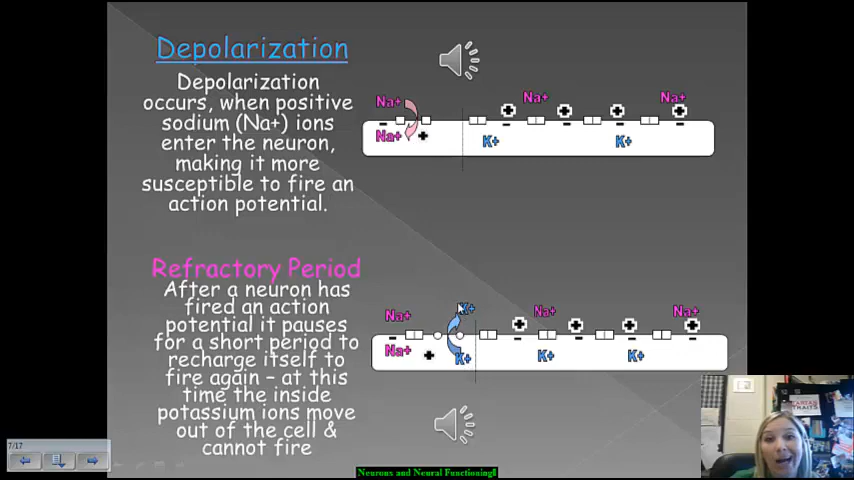 Depolarization
Depolarization
occurs, when positive
sodium (Na+) ions
enter the neuron,
making it more
susceptible to fire an
action potential.
Na+ Na+ Na+
Na+ K+ K+
Refractory Period
After a neuron has
fired an action
potential it pauses
for a short period to
recharge itself to
fire again – at this
time the inside
potassium ions move
out of the cell &
cannot fire
K+
Na+ Na+ Na+
Na+ K+ K+ K+
7/17
Neurons and Neural Functioning
TRAITS